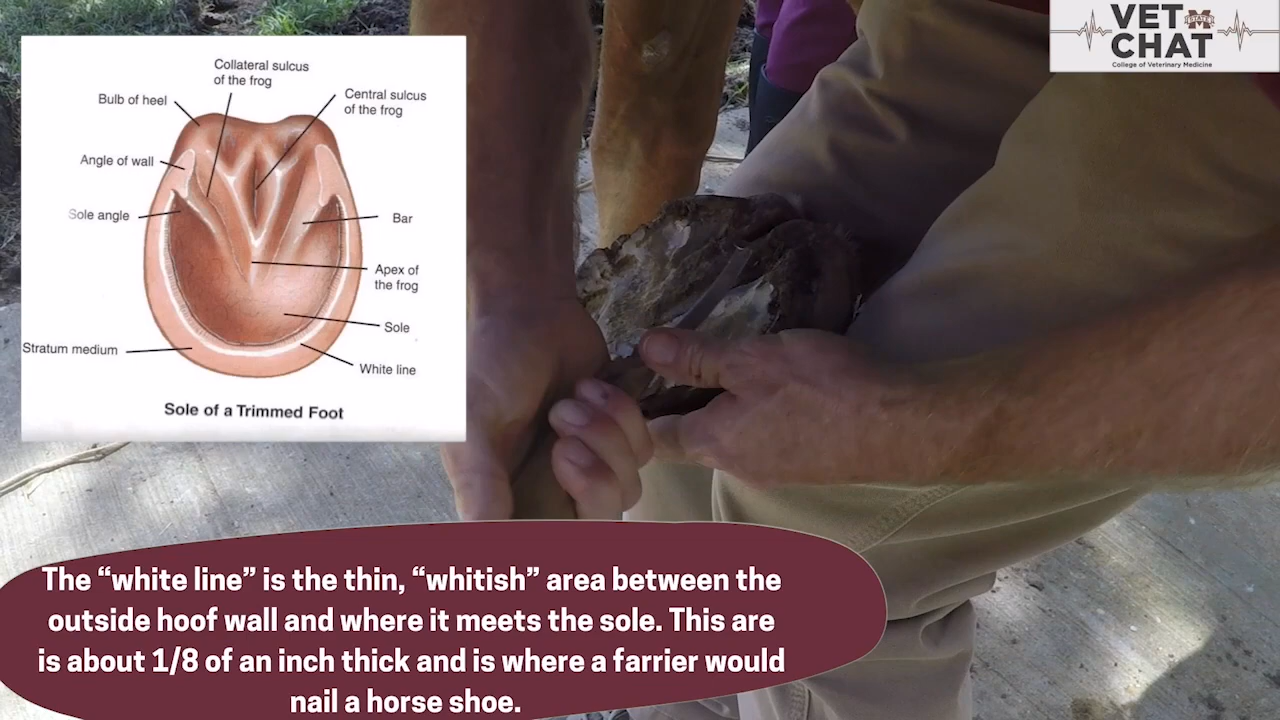 VET
STATE
CHAT
College of Veterinary Medicine
Collateral sulcus
of the frog
Central sulcus
of the frog
Bulb of heel
Angle of wall
Sole angle
Bar
Apex of
the frog
Sole
Stratum medium
White line
Sole of a Trimmed Foot
The “white line” is the thin, “whitish” area between the
outside hoof wall and where it meets the sole. This are
is about 1/8 of an inch thick and is where a farrier would
nail a horse shoe.